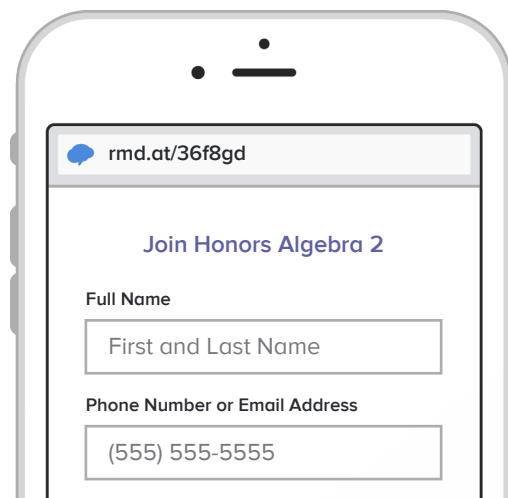 rmd.at/36f8gd
Join Honors Algebra 2
Full Name
First and Last Name
Phone Number or Email Address
(555) 555-5555